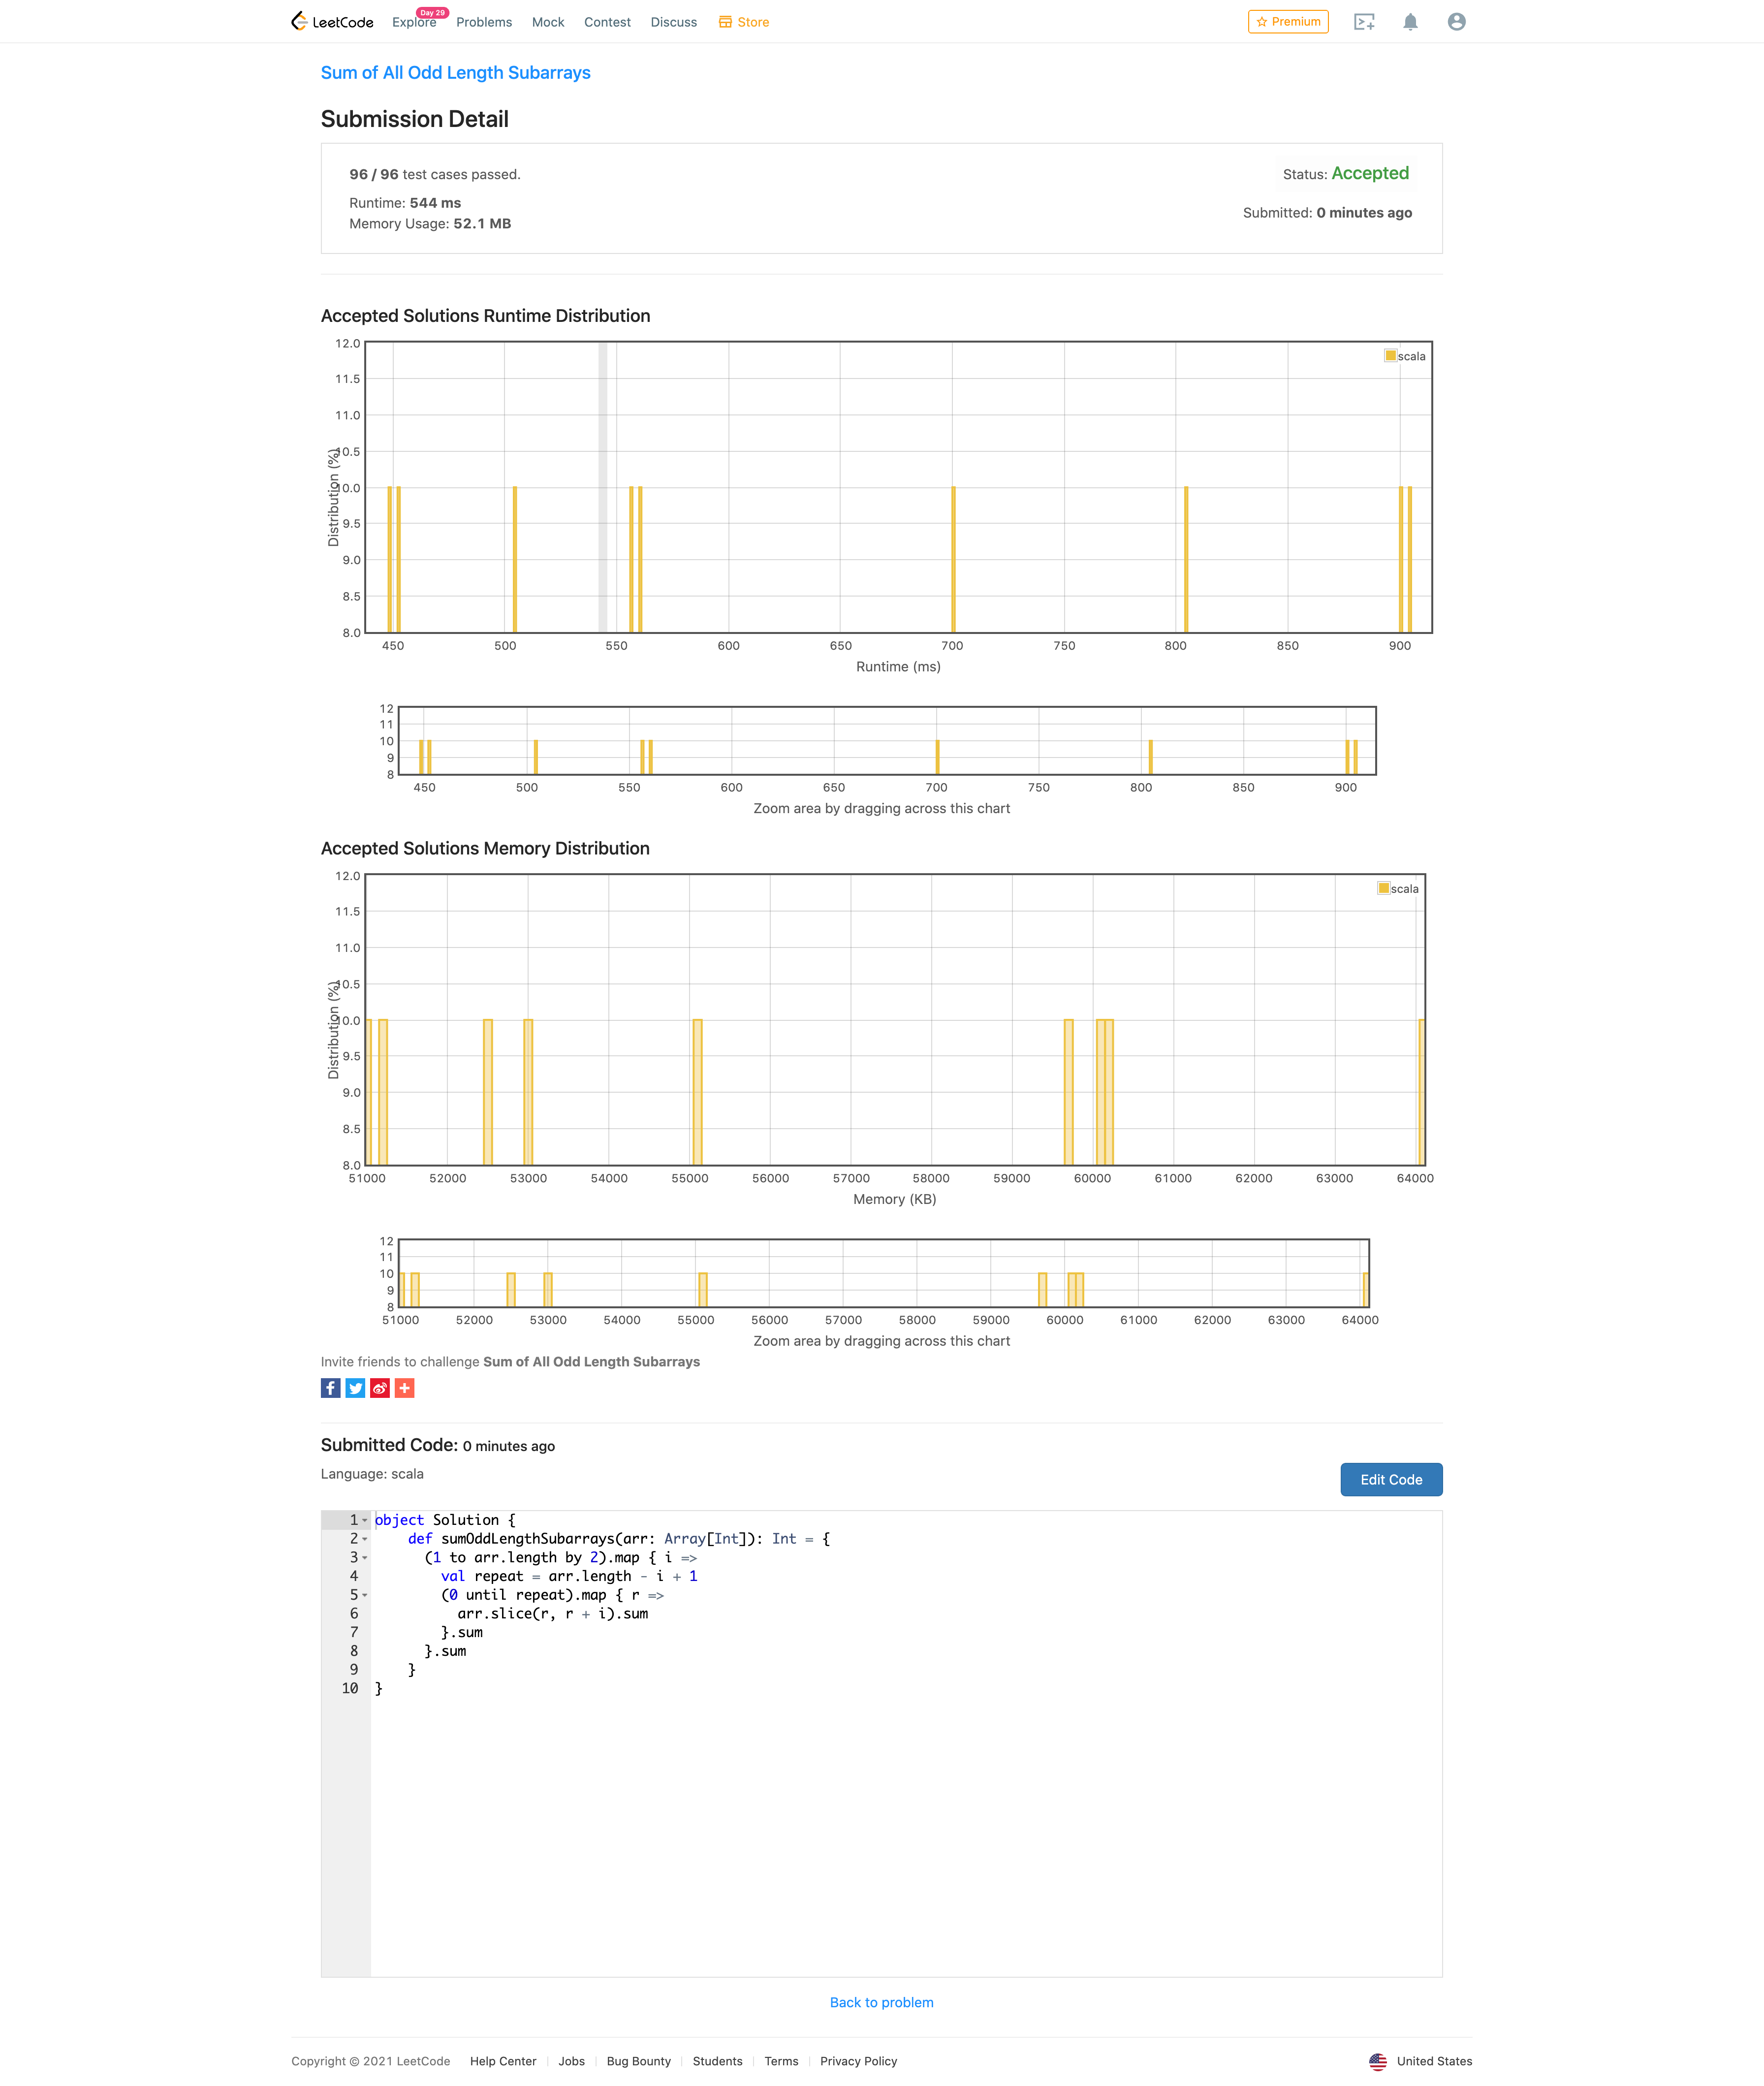 LeetCode Explore Day 29 Problems Mock Contest Discuss Store Premium
Sum of All Odd Length Subarrays
Submission Detail
96 / 96 test cases passed.
Status: Accepted
Runtime: 544 ms
Submitted: 0 minutes ago
Memory Usage: 52.1 MB
Accepted Solutions Runtime Distribution
scala
Distribution (%)
12.0
11.5
11.0
10.5
10.0
9.5
9.0
8.5
8.0
450 500 550 600 650 700 750 800 850 900
Runtime (ms)
12
11
10
9
8
450 500 550 600 650 700 750 800 850 900
Zoom area by dragging across this chart
Accepted Solutions Memory Distribution
scala
Distribution (%)
12.0
11.5
11.0
10.5
10.0
9.5
9.0
8.5
8.0
51000 52000 53000 54000 55000 56000 57000 58000 59000 60000 61000 62000 63000 64000
Memory (KB)
12
11
10
9
8
51000 52000 53000 54000 55000 56000 57000 58000 59000 60000 61000 62000 63000 64000
Zoom area by dragging across this chart
Invite friends to challenge Sum of All Odd Length Subarrays
Submitted Code: 0 minutes ago
Language: scala
Edit Code
1 object Solution {
2     def sumOddLengthSubarrays(arr: Array[Int]): Int = {
3       (1 to arr.length by 2).map { i =>
4         val repeat = arr.length - i + 1
5         (0 until repeat).map { r =>
6           arr.slice(r, r + i).sum
7         }.sum
8       }.sum
9     }
10 }
Back to problem
Copyright © 2021 LeetCode Help Center Jobs Bug Bounty Students Terms Privacy Policy United States